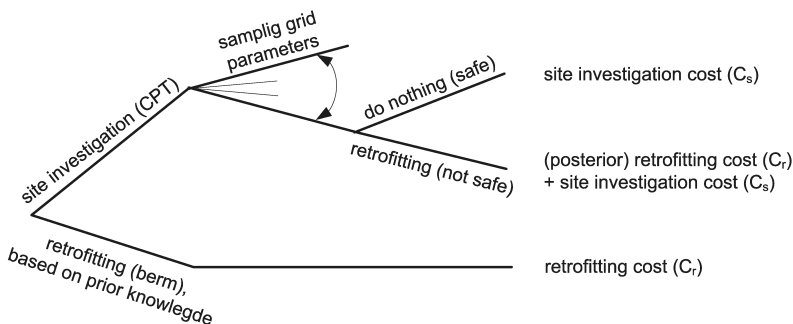 samplig grid
parameters
site investigation (CPT)
do nothing (safe)
site investigation cost (Cs)
retrofitting (not safe)
(posterior) retrofitting cost (Cr)
+ site investigation cost (Cs)
retrofitting (berm),
based on prior knowlegde
retrofitting cost (Cr)